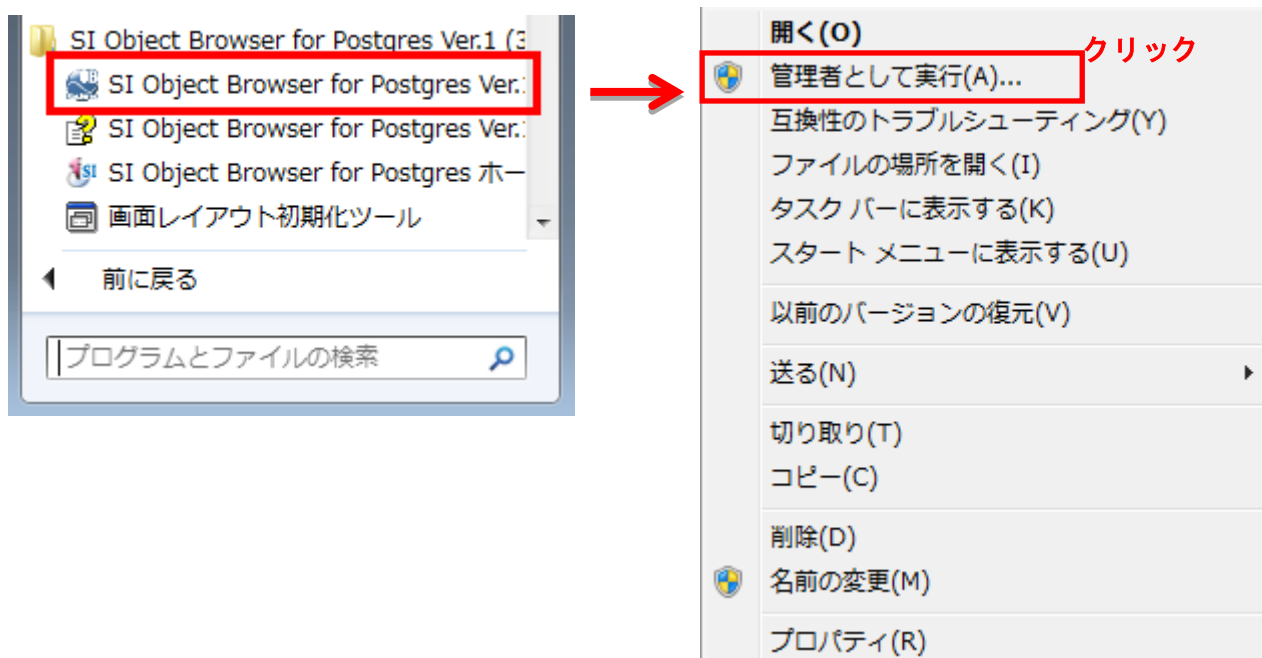 SI Object Browser for Postgres Ver.1 (3
SI Object Browser for Postgres Ver.
SI Object Browser for Postgres Ver.
SI Object Browser for Postgres ホー
画面レイアウト初期化ツール
前に戻る
プログラムとファイルの検索
開く(O)
クリック
管理者として実行(A)...
互換性のトラブルシューティング(Y)
ファイルの場所を開く(I)
タスク バーに表示する(K)
スタート メニューに表示する(U)
以前のバージョンの復元(V)
送る(N)
切り取り(T)
コピー(C)
削除(D)
名前の変更(M)
プロパティ(R)